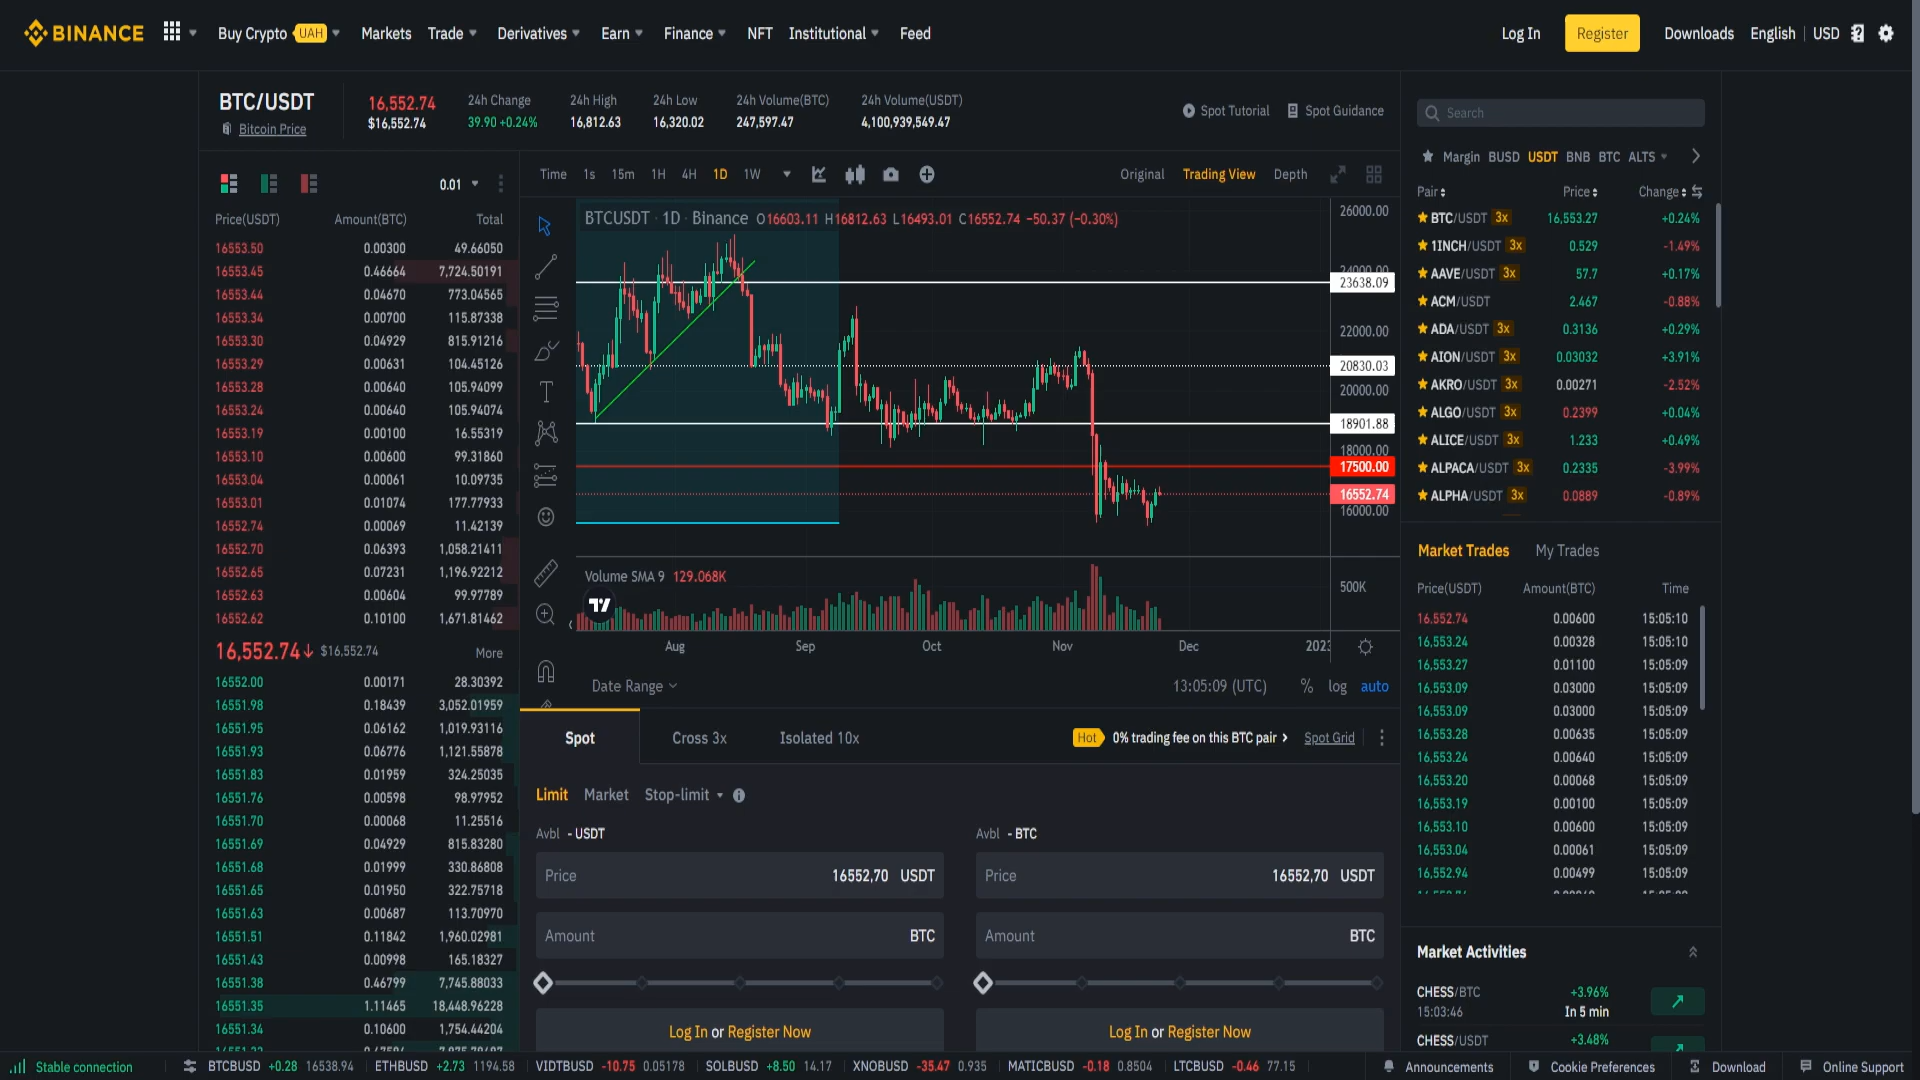 BINANCE Buy Crypto UAH Markets Trade Derivatives Earn Finance NFT Institutional Feed Log In Register Downloads English USD
BTC/USDT
Bitcoin Price
16,552.74
$16,552.74
24h Change
39.90 +0.24%
24h High
16,812.63
24h Low
16,320.02
24h Volume(BTC)
247,597.47
24h Volume(USDT)
4,100,939,549.47
Spot Tutorial
Spot Guidance
0.01
Price(USDT) Amount(BTC) Total
16553.50 0.00300 49.66050
16553.45 0.46664 7,724.50191
16553.44 0.04670 773.04565
16553.34 0.00700 115.87338
16553.30 0.04929 815.91216
16553.29 0.00631 104.45126
16553.28 0.00640 105.94099
16553.24 0.00640 105.94074
16553.19 0.00100 16.55319
16553.10 0.00600 99.31860
16553.04 0.00061 10.09735
16553.01 0.01074 177.77933
16552.74 0.00069 11.42139
16552.70 0.06393 1,058.21411
16552.65 0.07231 1,196.92212
16552.63 0.00604 99.97789
16552.62 0.10100 1,671.81462
16,552.74↓ $16,552.74 More
16552.00 0.00171 28.30392
16551.98 0.18439 3,052.01959
16551.95 0.06162 1,019.93116
16551.93 0.06776 1,121.55878
16551.83 0.01959 324.25035
16551.76 0.00598 98.97952
16551.70 0.00068 11.25516
16551.69 0.04929 815.83280
16551.68 0.01999 330.86808
16551.65 0.01950 322.75718
16551.63 0.00687 113.70970
16551.51 0.11842 1,960.02981
16551.43 0.00998 165.18327
16551.38 0.46799 7,745.88033
16551.35 1.11465 18,448.96228
16551.34 0.10600 1,754.44204
Time 1s 15m 1H 4H 1D 1W Original Trading View Depth
BTCUSDT · 1D · Binance O16603.11 H16812.63 L16493.01 C16552.74 −50.37 (−0.30%)
26000.00
23638.09
22000.00
20830.03
20000.00
18901.88
18000.00
17500.00
16552.74
16000.00
Volume SMA 9 129.068K
500K
Aug Sep Oct Nov Dec
Date Range 13:05:09 (UTC) % log auto
Spot Cross 3x Isolated 10x Hot 0% trading fee on this BTC pair Spot Grid
Limit Market Stop-limit
Avbl - USDT
Price 16552,70 USDT
Amount BTC
Log In or Register Now
Avbl - BTC
Price 16552,70 USDT
Amount BTC
Log In or Register Now
Search
Margin BUSD USDT BNB BTC ALTS
Pair Price Change
BTC/USDT 3x 16,553.27 +0.24%
1INCH/USDT 3x 0.529 -1.49%
AAVE/USDT 3x 57.7 +0.17%
ACM/USDT 2.467 -0.88%
ADA/USDT 3x 0.3136 +0.29%
AION/USDT 3x 0.03032 +3.91%
AKRO/USDT 3x 0.00271 -2.52%
ALGO/USDT 3x 0.2399 +0.04%
ALICE/USDT 3x 1.233 +0.49%
ALPACA/USDT 3x 0.2335 -3.99%
ALPHA/USDT 3x 0.0889 -0.89%
Market Trades My Trades
Price(USDT) Amount(BTC) Time
16,552.74 0.00600 15:05:10
16,553.24 0.00328 15:05:10
16,553.27 0.01100 15:05:09
16,553.09 0.03000 15:05:09
16,553.09 0.03000 15:05:09
16,553.28 0.00635 15:05:09
16,553.24 0.00640 15:05:09
16,553.20 0.00068 15:05:09
16,553.19 0.00100 15:05:09
16,553.10 0.00600 15:05:09
16,553.04 0.00061 15:05:09
16,552.94 0.00499 15:05:09
Market Activities
CHESS/BTC +3.96%
15:03:46 In 5 min
CHESS/USDT +3.48%
Stable connection BTCBUSD +0.28 16538.94 ETHBUSD +2.73 1194.58 VIDTBUSD -10.75 0.05178 SOLBUSD +8.50 14.17 XNOBUSD -35.47 0.935 MATICBUSD -0.18 0.8504 LTCBUSD -0.46 77.15 Announcements Cookie Preferences Download Online Support